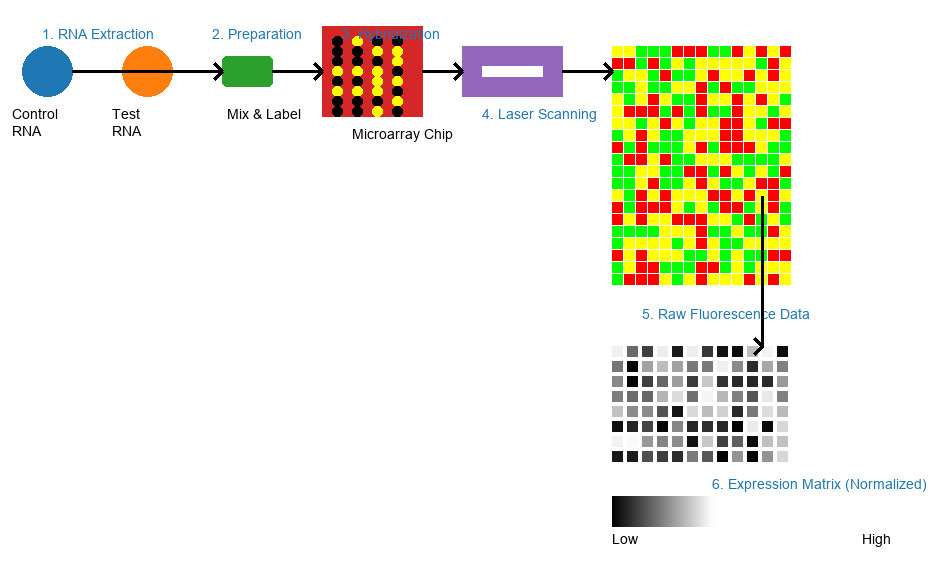 1. RNA Extraction
2. Preparation
3. Hybridization
Control
RNA
Test
RNA
Mix & Label
Microarray Chip
4. Laser Scanning
5. Raw Fluorescence Data
6. Expression Matrix (Normalized)
Low
High